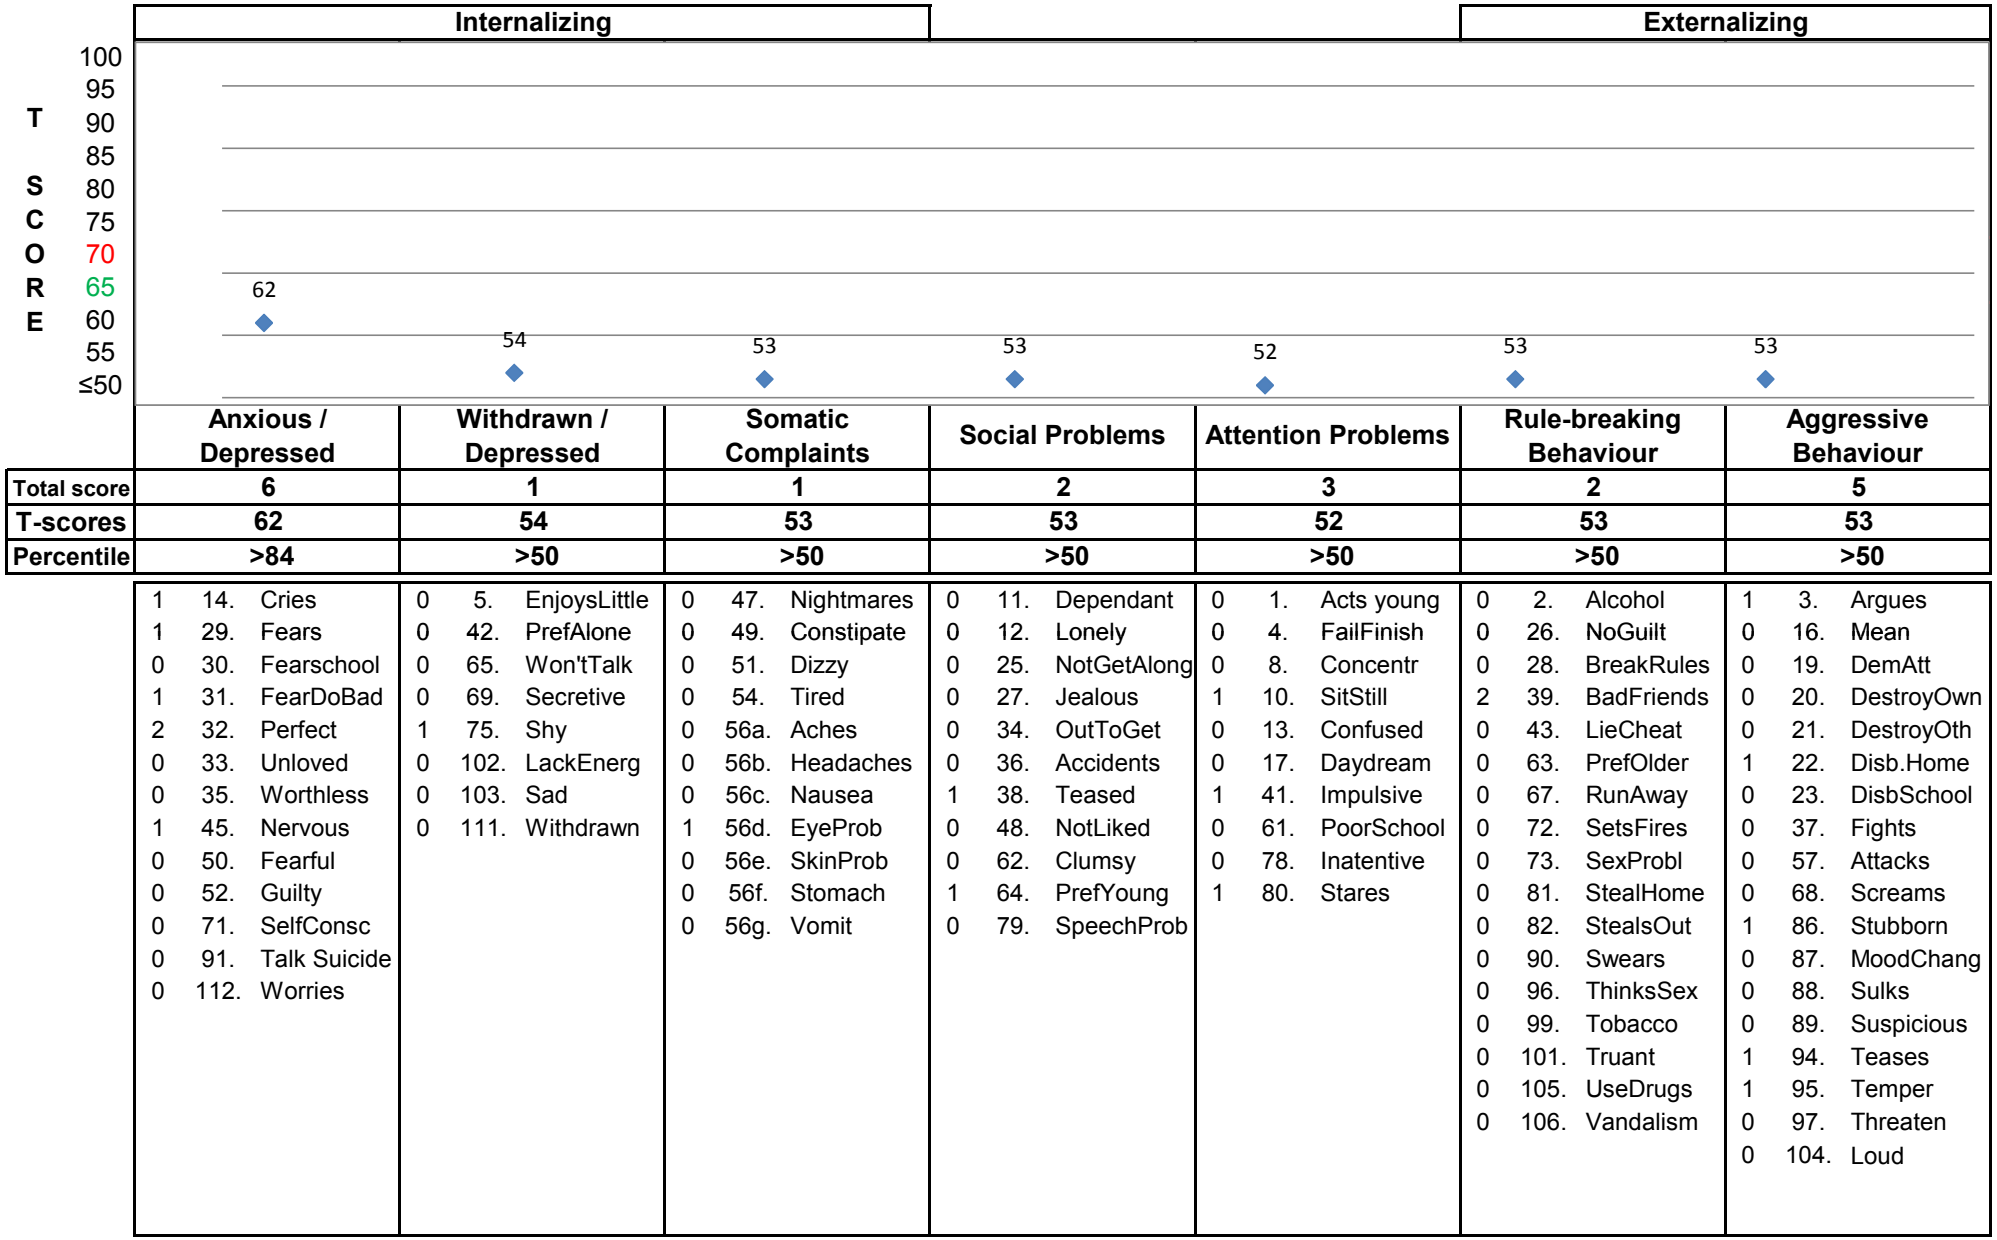 Internalizing Externalizing
100
95
T 90
85
S 80
C 75
O 70
R 65
E 60
55
≤50
62 54 53 53 52 53 53
Anxious / Withdrawn / Somatic Social Problems Attention Problems Rule-breaking Aggressive
Depressed Depressed Complaints Behaviour Behaviour
Total score 6 1 1 2 3 2 5
T-scores 62 54 53 53 52 53 53
Percentile >84 >50 >50 >50 >50 >50 >50
1 14. Cries 0 5. EnjoysLittle 0 47. Nightmares 0 11. Dependant 0 1. Acts young 0 2. Alcohol 1 3. Argues
1 29. Fears 0 42. PrefAlone 0 49. Constipate 0 12. Lonely 0 4. FailFinish 0 26. NoGuilt 0 16. Mean
0 30. Fearschool 0 65. Won'tTalk 0 51. Dizzy 0 25. NotGetAlong 0 8. Concentr 0 28. BreakRules 0 19. DemAtt
1 31. FearDoBad 0 69. Secretive 0 54. Tired 0 27. Jealous 1 10. SitStill 2 39. BadFriends 0 20. DestroyOwn
2 32. Perfect 1 75. Shy 0 56a. Aches 0 34. OutToGet 0 13. Confused 0 43. LieCheat 0 21. DestroyOth
0 33. Unloved 0 102. LackEnerg 0 56b. Headaches 0 36. Accidents 0 17. Daydream 0 63. PrefOlder 1 22. Disb.Home
0 35. Worthless 0 103. Sad 0 56c. Nausea 1 38. Teased 1 41. Impulsive 0 67. RunAway 0 23. DisbSchool
1 45. Nervous 0 111. Withdrawn 1 56d. EyeProb 0 48. NotLiked 0 61. PoorSchool 0 72. SetsFires 0 37. Fights
0 50. Fearful 0 56e. SkinProb 0 62. Clumsy 0 78. Inatentive 0 73. SexProbl 0 57. Attacks
0 52. Guilty 0 56f. Stomach 1 64. PrefYoung 1 80. Stares 0 81. StealHome 0 68. Screams
0 71. SelfConsc 0 56g. Vomit 0 79. SpeechProb 0 82. StealsOut 1 86. Stubborn
0 91. Talk Suicide 0 90. Swears 0 87. MoodChang
0 112. Worries 0 96. ThinksSex 0 88. Sulks
0 99. Tobacco 0 89. Suspicious
0 101. Truant 1 94. Teases
0 105. UseDrugs 1 95. Temper
0 106. Vandalism 0 97. Threaten
0 104. Loud